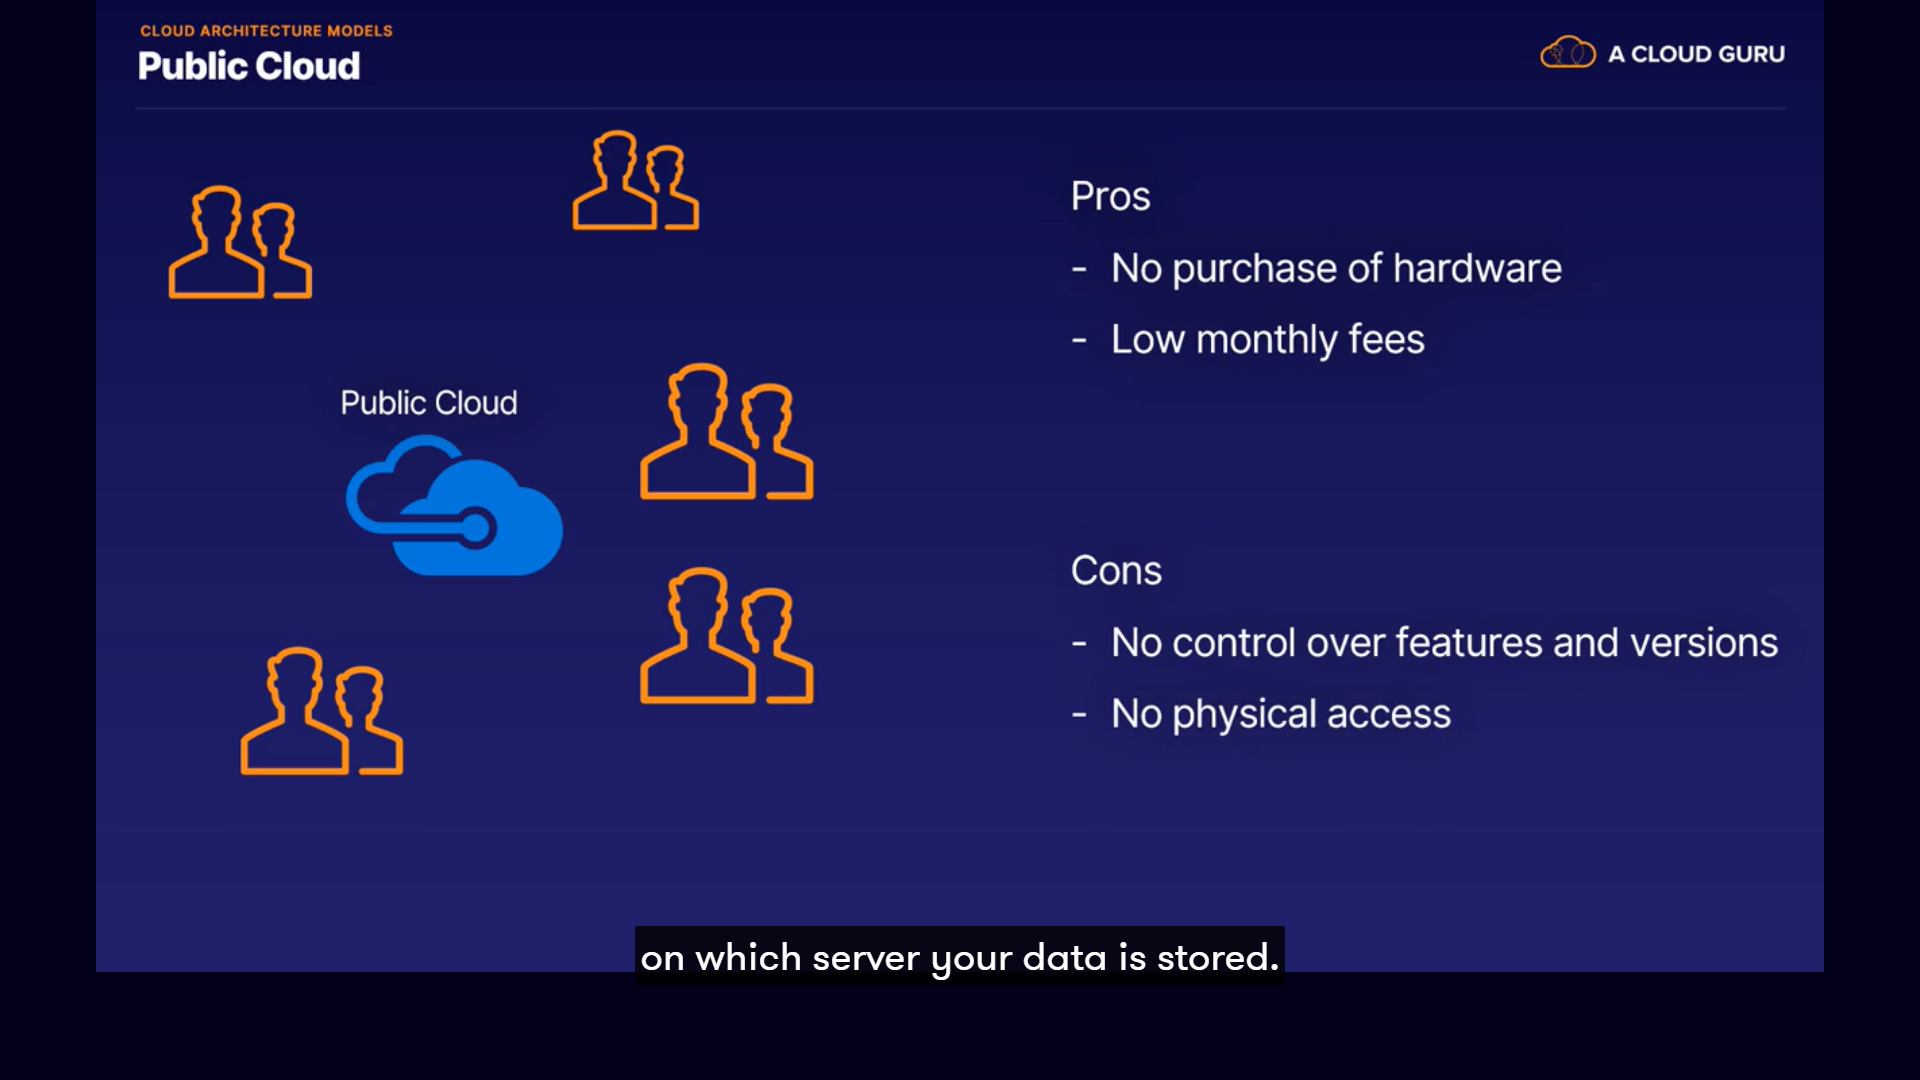 CLOUD ARCHITECTURE MODELS
Public Cloud
A CLOUD GURU
Public Cloud
Pros
- No purchase of hardware
- Low monthly fees
Cons
- No control over features and versions
- No physical access
on which server your data is stored.